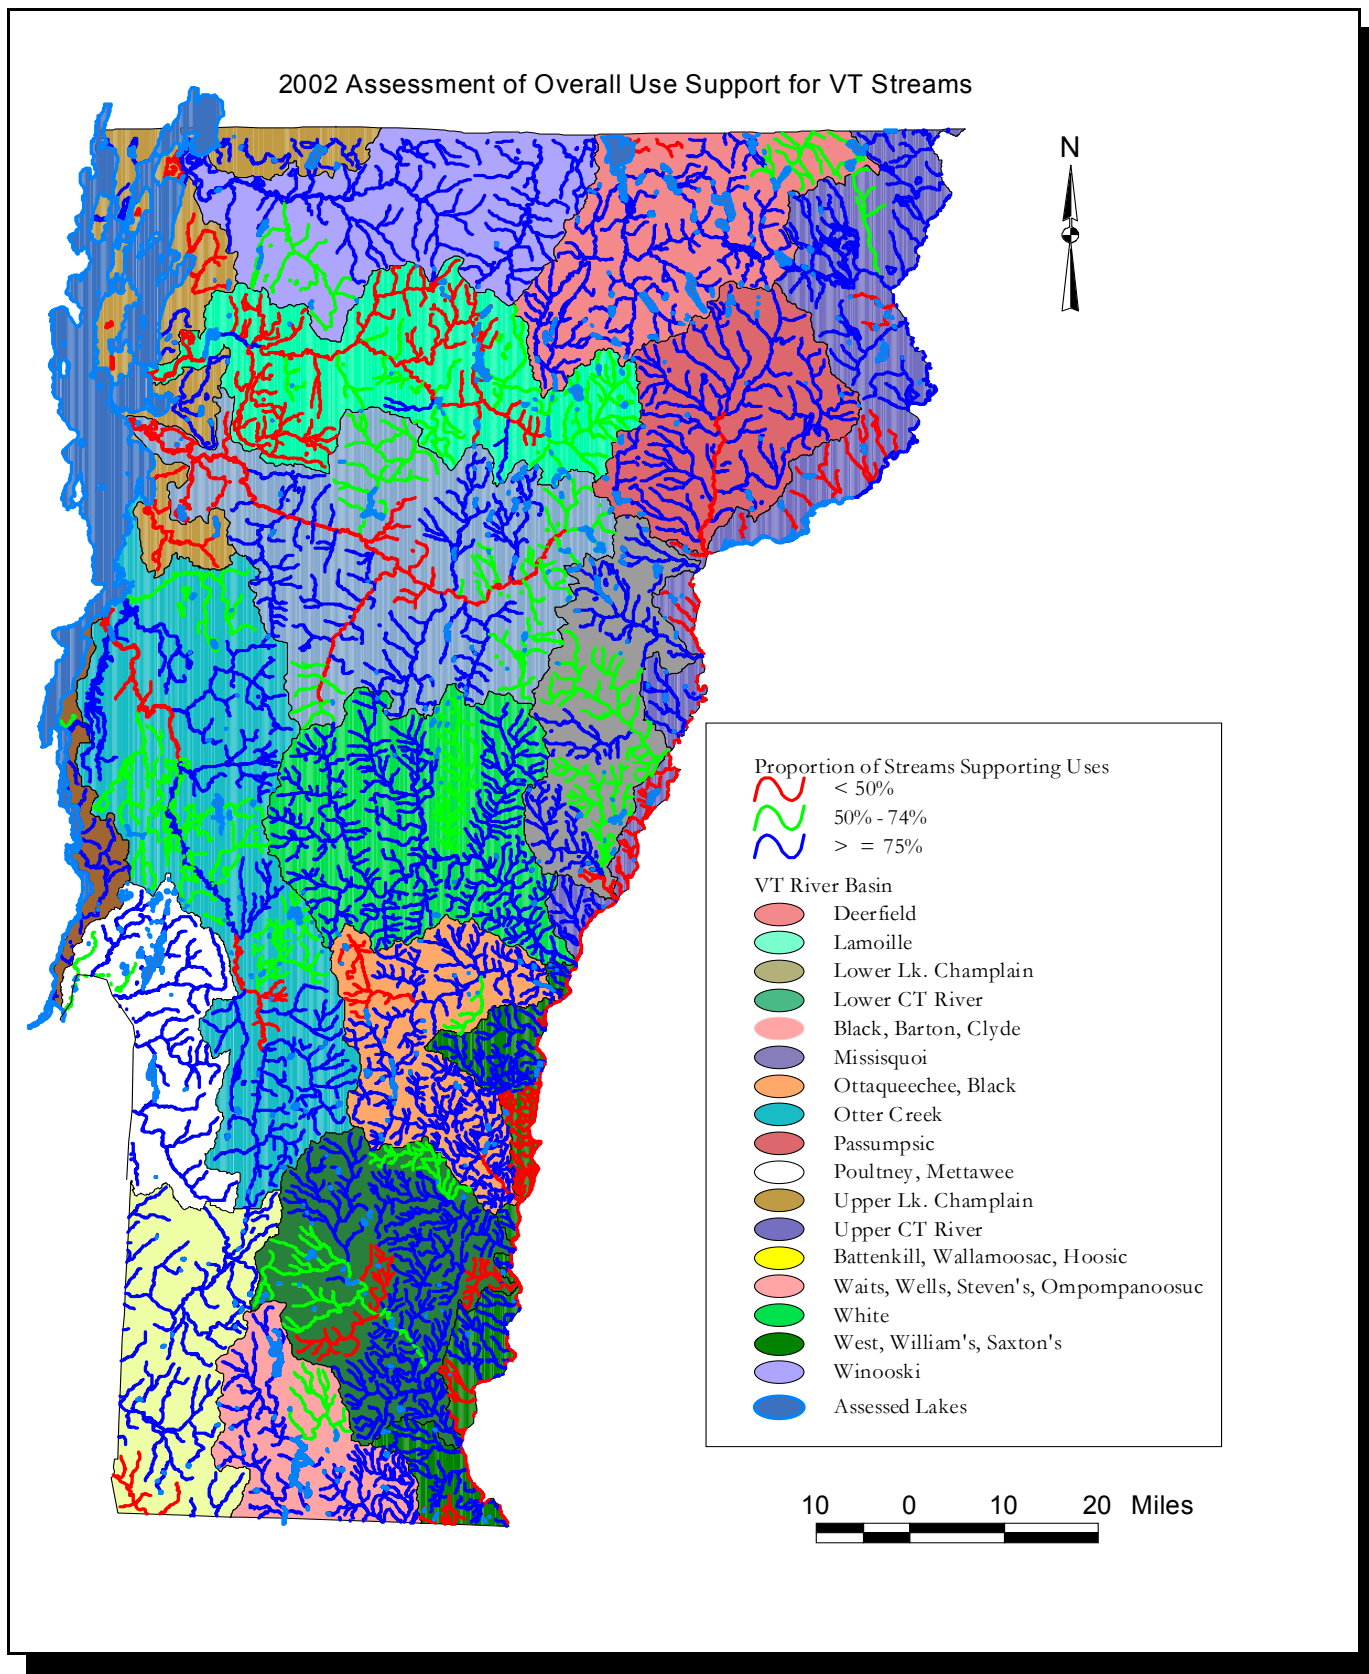 2002 Assessment of Overall Use Support for VT Streams
N
Proportion of Streams Supporting Uses
< 50%
50% - 74%
> = 75%
VT River Basin
Deerfield
Lamoille
Lower Lk. Champlain
Lower CT River
Black, Barton, Clyde
Missisquoi
Ottaqueechee, Black
Otter Creek
Passumpsic
Poultney, Mettawee
Upper Lk. Champlain
Upper CT River
Battenkill, Wallamoosac, Hoosic
Waits, Wells, Steven's, Ompompanoosuc
White
West, William's, Saxton's
Winooski
Assessed Lakes
10 0 10 20 Miles